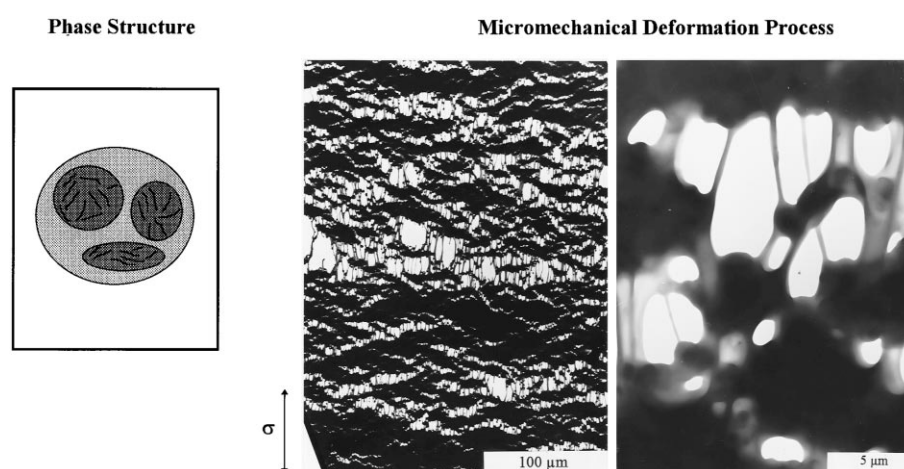 Phase Structure
Micromechanical Deformation Process
σ
100 µm
5 µm